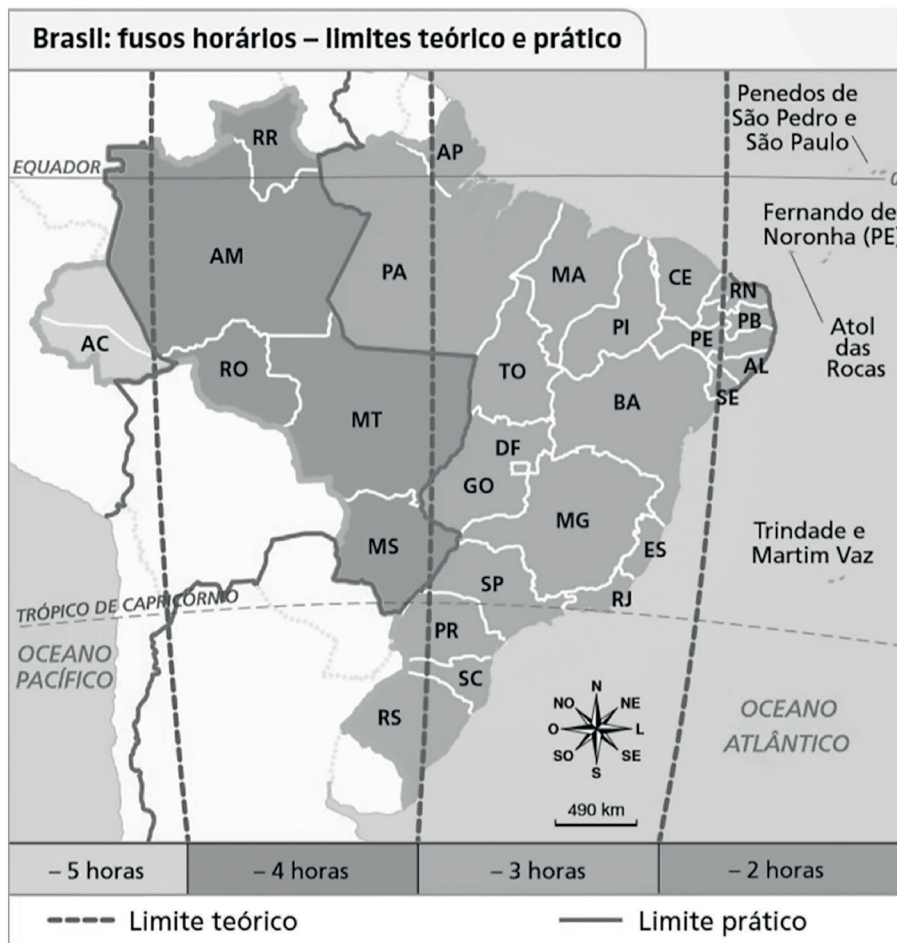 Brasil: fusos horários – limites teórico e prático
Penedos de
São Pedro e
São Paulo
RR
AP
EQUADOR
Fernando de
Noronha (PE)
AM
PA
MA
CE
RN
PI
PB
PE
Atol
das
Rocas
AC
RO
TO
AL
SE
BA
MT
DF
GO
MG
MS
ES
Trindade e
Martim Vaz
SP
RJ
TRÓPICO DE CAPRICÓRNIO
PR
OCEANO
PACÍFICO
SC
RS
N
NO
NE
O
L
SO
SE
S
OCEANO
ATLÂNTICO
490 km
– 5 horas
– 4 horas
– 3 horas
– 2 horas
Limite teórico
Limite prático